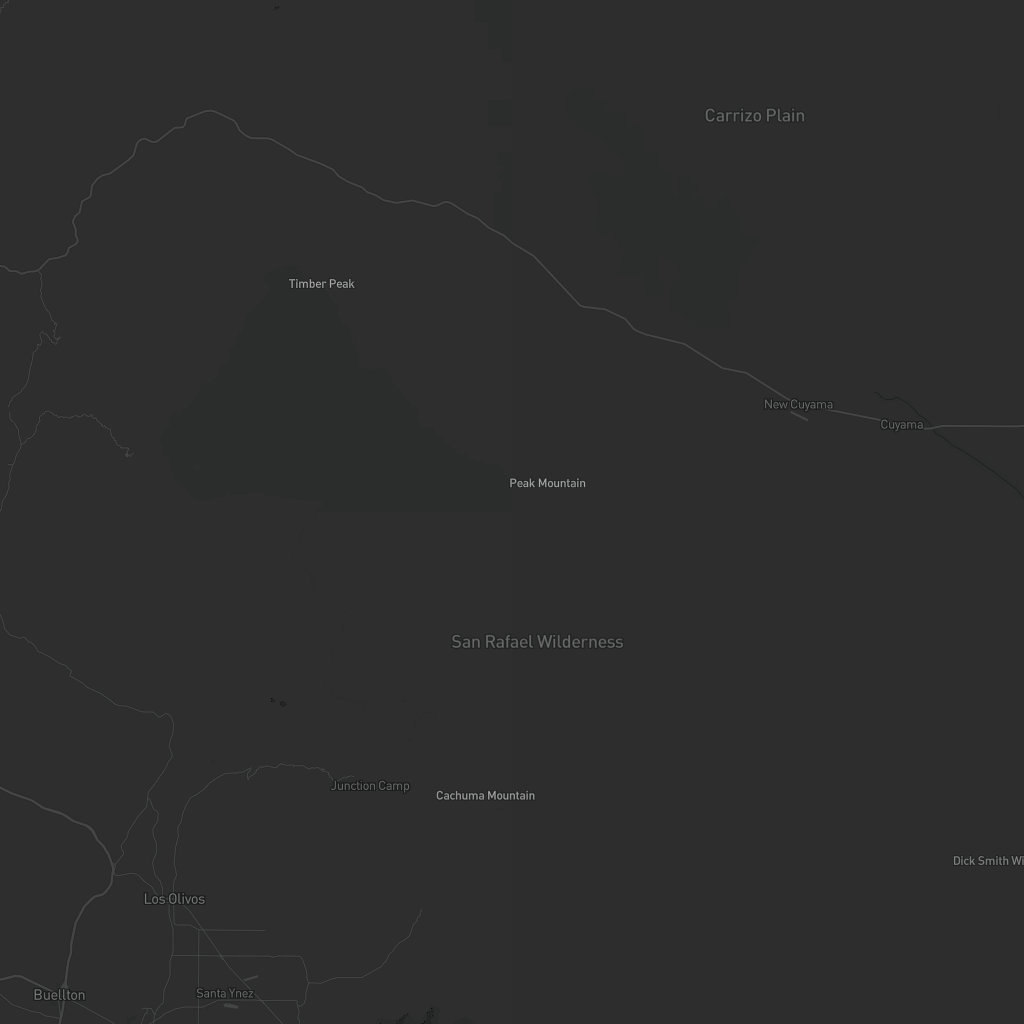 Carrizo Plain
Timber Peak
New Cuyama
Cuyama
Peak Mountain
San Rafael Wilderness
Junction Camp
Cachuma Mountain
Dick Smith Wi
Los Olivos
Santa Ynez
Buellton